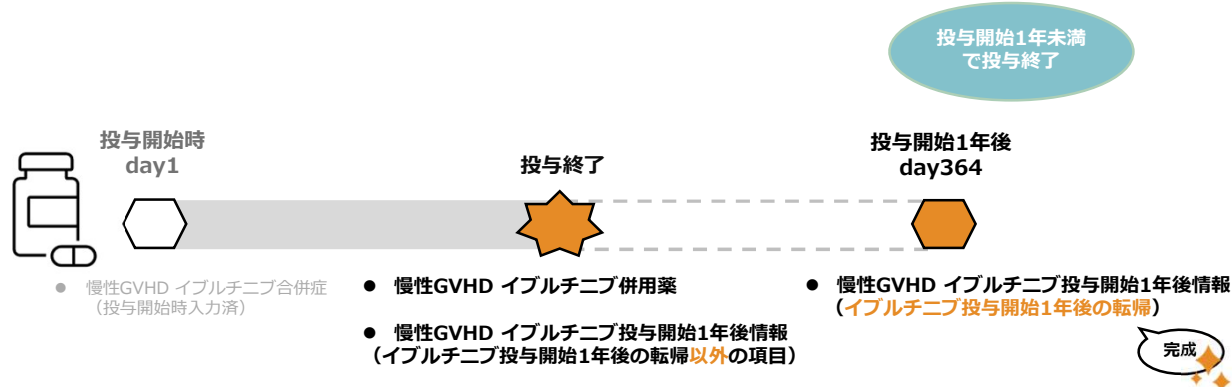 投与開始1年未満
で投与終了
投与開始時
day1
投与終了
投与開始1年後
day364
● 慢性GVHD イブルチニブ合併症
（投与開始時入力済）
● 慢性GVHD イブルチニブ併用薬
● 慢性GVHD イブルチニブ投与開始1年後情報
（イブルチニブ投与開始1年後の転帰以外の項目）
● 慢性GVHD イブルチニブ投与開始1年後情報
（イブルチニブ投与開始1年後の転帰）
完成